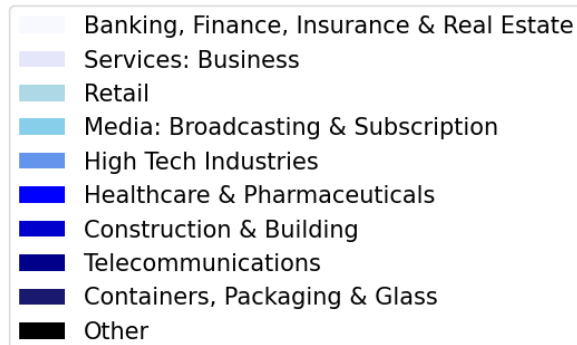 Banking, Finance, Insurance & Real Estate
Services: Business
Retail
Media: Broadcasting & Subscription
High Tech Industries
Healthcare & Pharmaceuticals
Construction & Building
Telecommunications
Containers, Packaging & Glass
Other